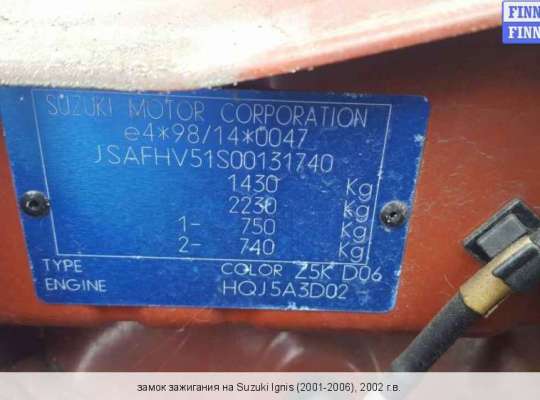 FINN
FINN
SUZUKI MOTOR CORPORATION
e4*98/14*0047
JSAFHV51S00131740
1430 Kg
2230 Kg
1- 750 Kg
2- 740 Kg
TYPE COLOR Z5K D06
ENGINE HQJ5A3D02
замок зажигания на Suzuki Ignis (2001-2006), 2002 г.в.